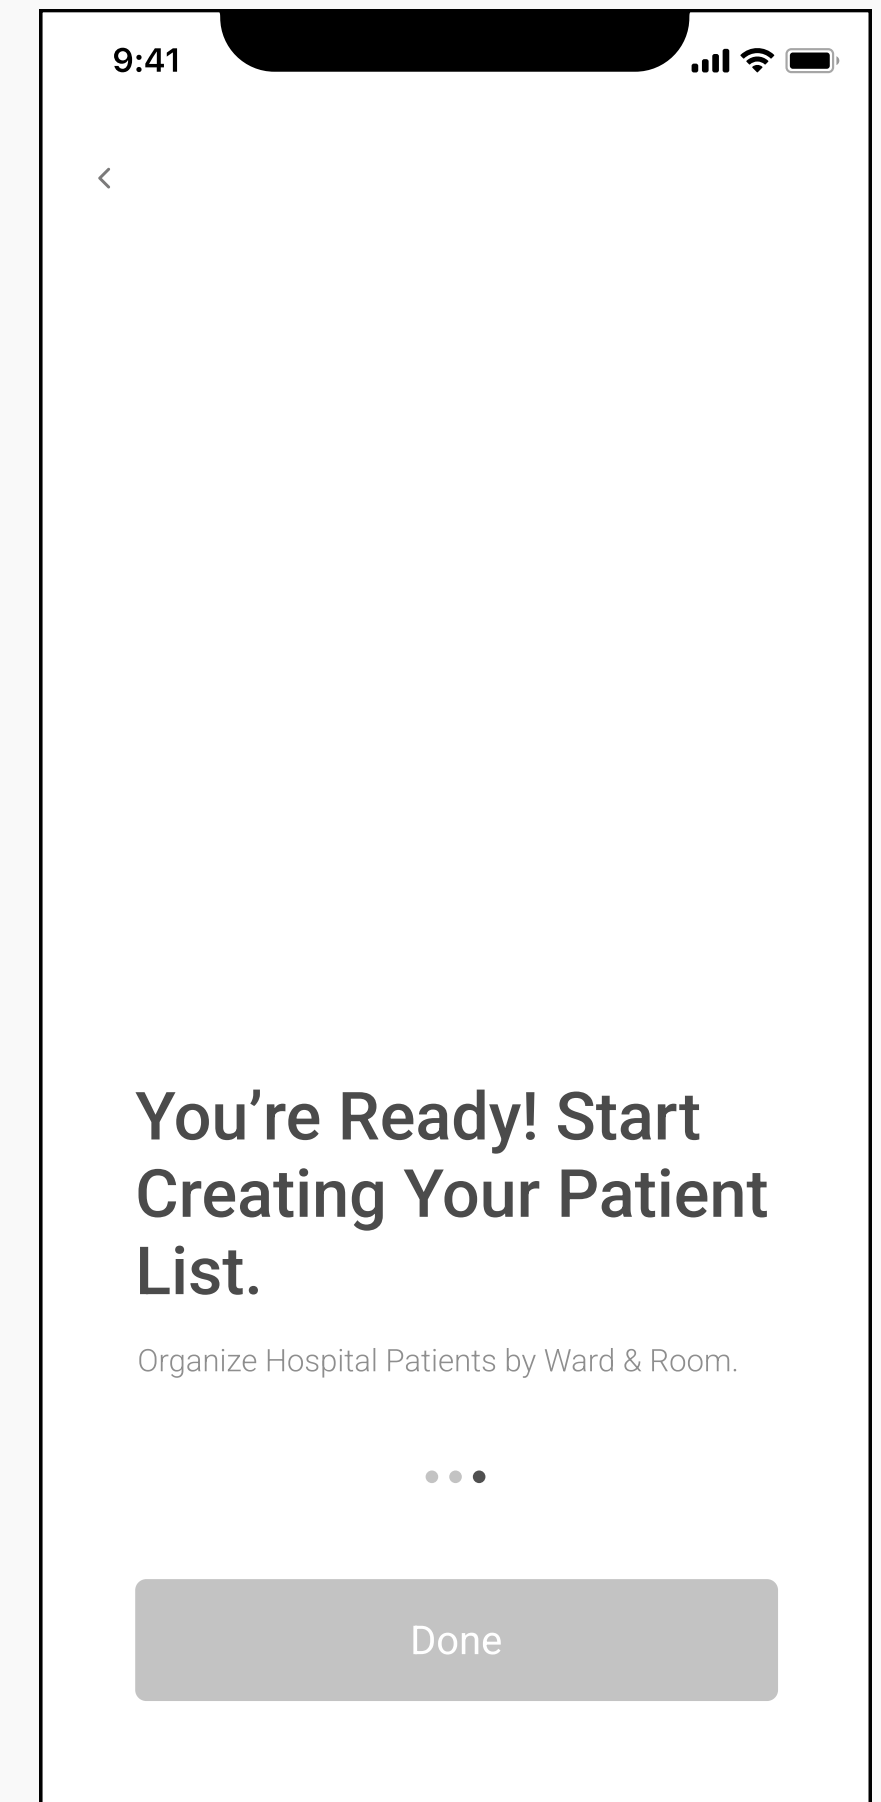 9:41
You’re Ready! Start
Creating Your Patient
List.
Organize Hospital Patients by Ward & Room.
Done